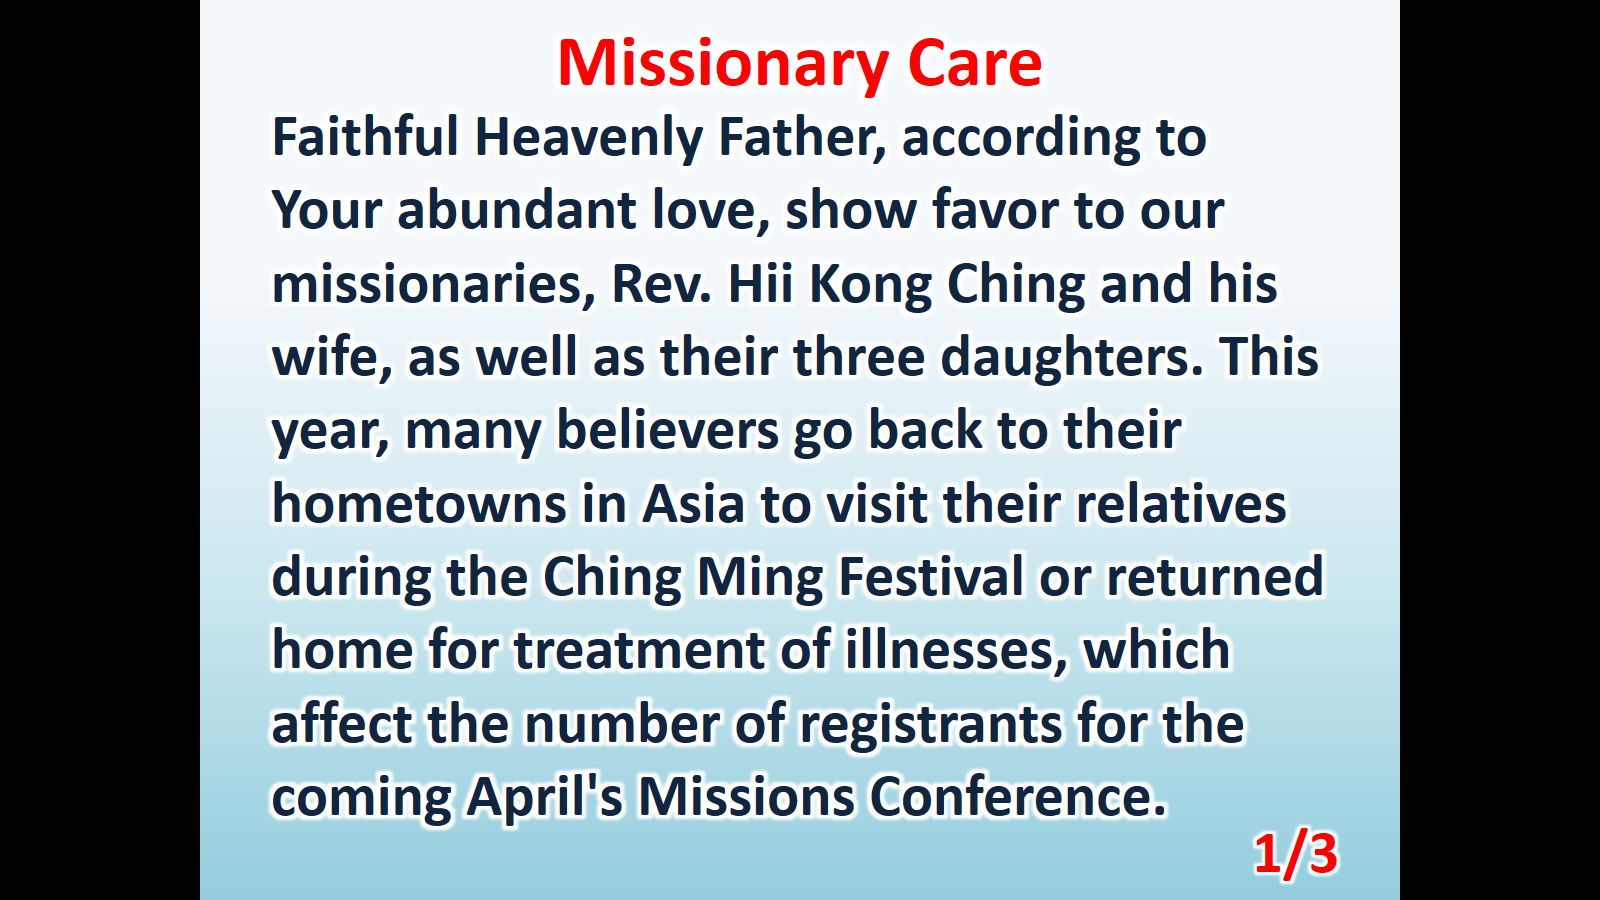 Missionary Care
Faithful Heavenly Father, according to
Your abundant love, show favor to our
missionaries, Rev. Hii Kong Ching and his
wife, as well as their three daughters. This
year, many believers go back to their
hometowns in Asia to visit their relatives
during the Ching Ming Festival or returned
home for treatment of illnesses, which
affect the number of registrants for the
coming April's Missions Conference.
1/3